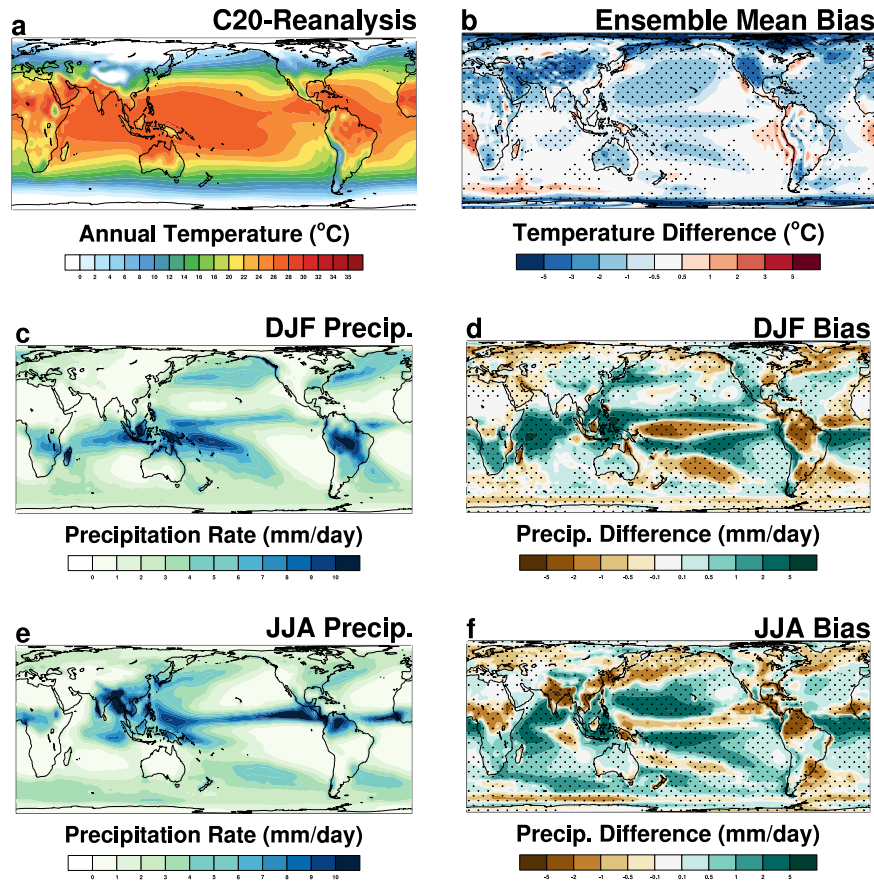 a C20-Reanalysis
b Ensemble Mean Bias
Annual Temperature (°C)
0 2 4 6 8 10 12 14 16 18 20 22 24 26 28 30 32 34 35
Temperature Difference (°C)
-5 -3 -2 -1 -0.5 0.5 1 2 3 5
c DJF Precip.
d DJF Bias
Precipitation Rate (mm/day)
0 1 2 3 4 5 6 7 8 9 10
Precip. Difference (mm/day)
-5 -2 -1 -0.5 -0.1 0.1 0.5 1 2 5
e JJA Precip.
f JJA Bias
Precipitation Rate (mm/day)
0 1 2 3 4 5 6 7 8 9 10
Precip. Difference (mm/day)
-5 -2 -1 -0.5 -0.1 0.1 0.5 1 2 5